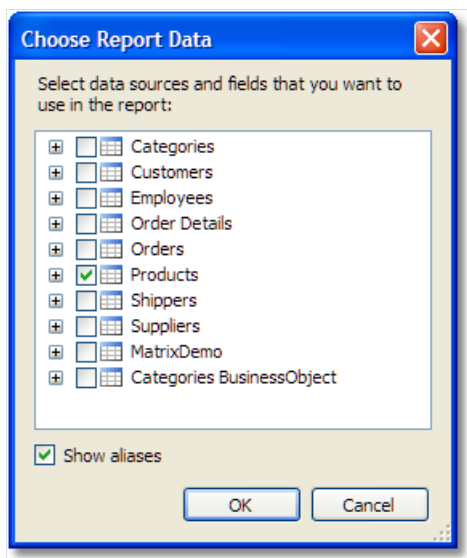 Choose Report Data
Select data sources and fields that you want to
use in the report:
Categories
Customers
Employees
Order Details
Orders
Products
Shippers
Suppliers
MatrixDemo
Categories BusinessObject
Show aliases
OK
Cancel